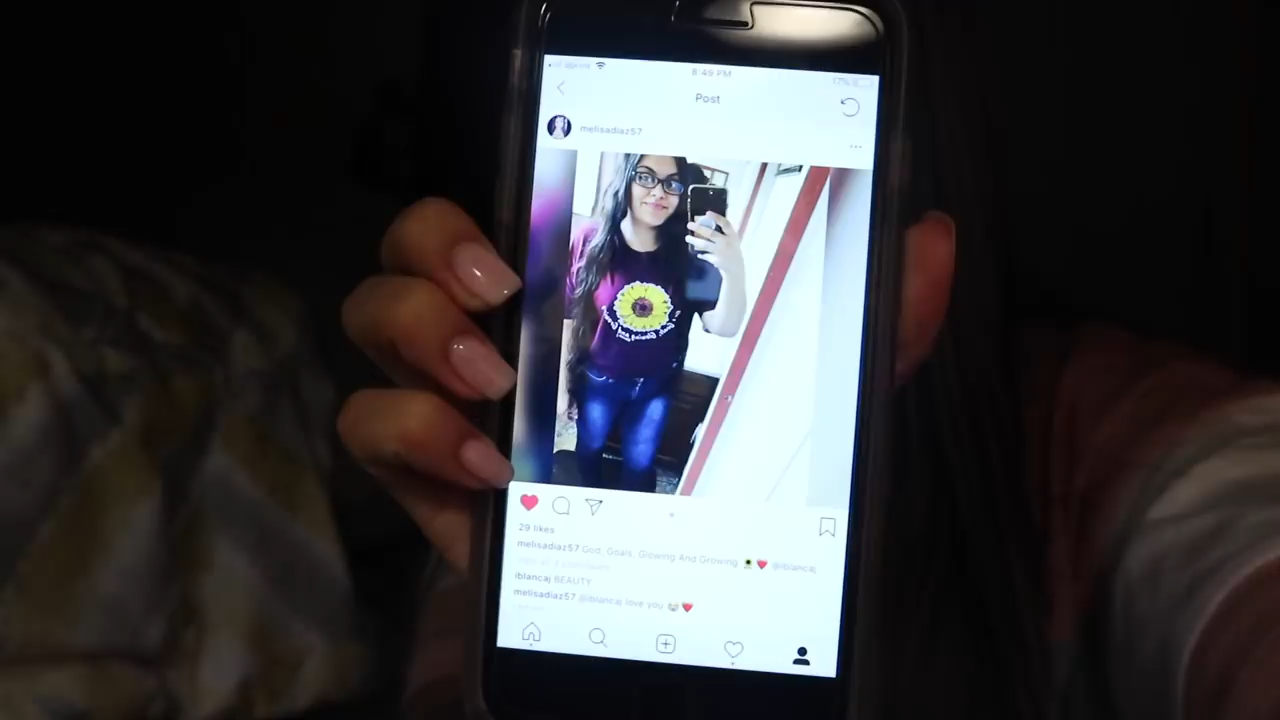 8:49 PM
17%
Post
melisadiaz57
29 likes
melisadiaz57 God, Goals, Glowing And Growing 🌻❤️ @iblancaj
iblancaj BEAUTY
melisadiaz57 @iblancaj love you 😭❤️